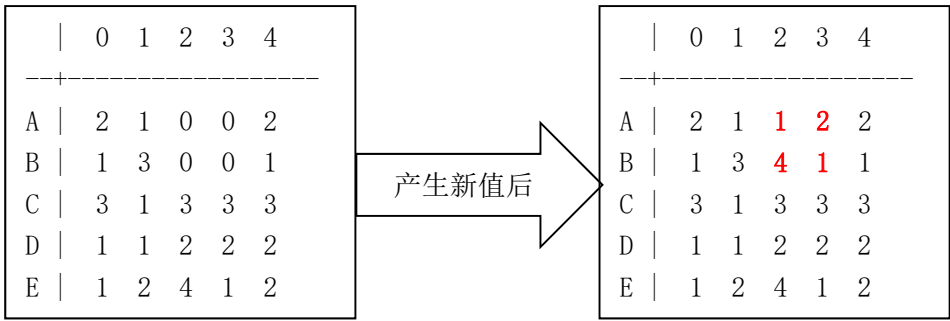 |  0  1  2  3  4
--+------------------
A |  2  1  0  0  2
B |  1  3  0  0  1
C |  3  1  3  3  3
D |  1  1  2  2  2
E |  1  2  4  1  2
产生新值后
  |  0  1  2  3  4
--+------------------
A |  2  1  1  2  2
B |  1  3  4  1  1
C |  3  1  3  3  3
D |  1  1  2  2  2
E |  1  2  4  1  2